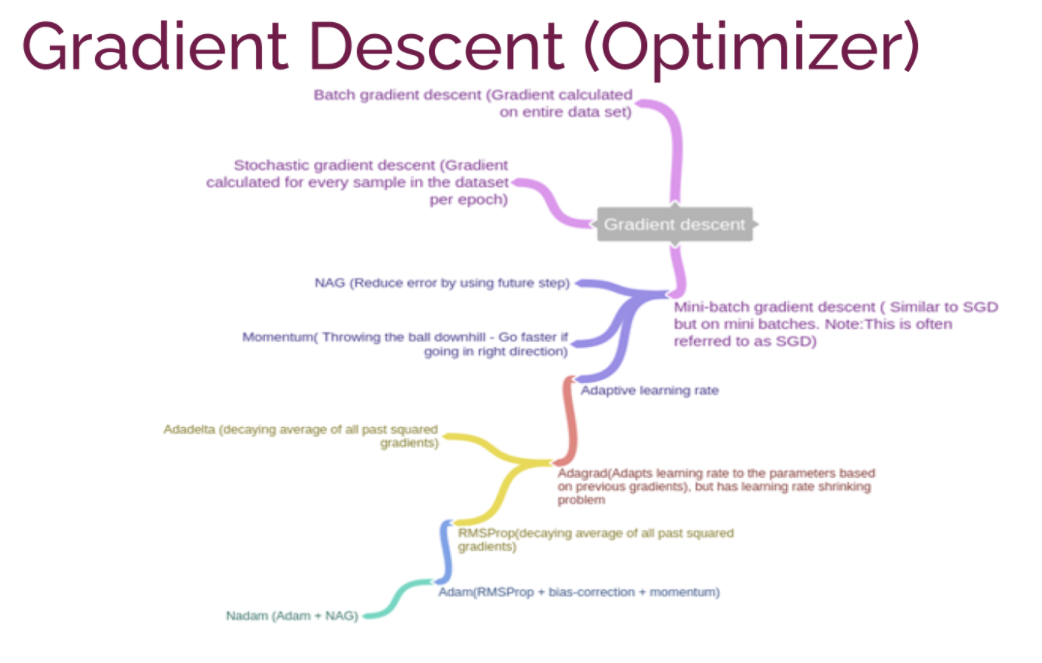 Gradient Descent (Optimizer)
Batch gradient descent (Gradient calculated
on entire data set)
Stochastic gradient descent (Gradient
calculated for every sample in the dataset
per epoch)
Gradient descent
NAG (Reduce error by using future step)
Mini-batch gradient descent ( Similar to SGD
but on mini batches. Note:This is often
referred to as SGD)
Momentum( Throwing the ball downhill - Go faster if
going in right direction)
Adaptive learning rate
Adadelta (decaying average of all past squared
gradients)
Adagrad(Adapts learning rate to the parameters based
on previous gradients), but has learning rate shrinking
problem
RMSProp(decaying average of all past squared
gradients)
Adam(RMSProp + bias-correction + momentum)
Nadam (Adam + NAG)